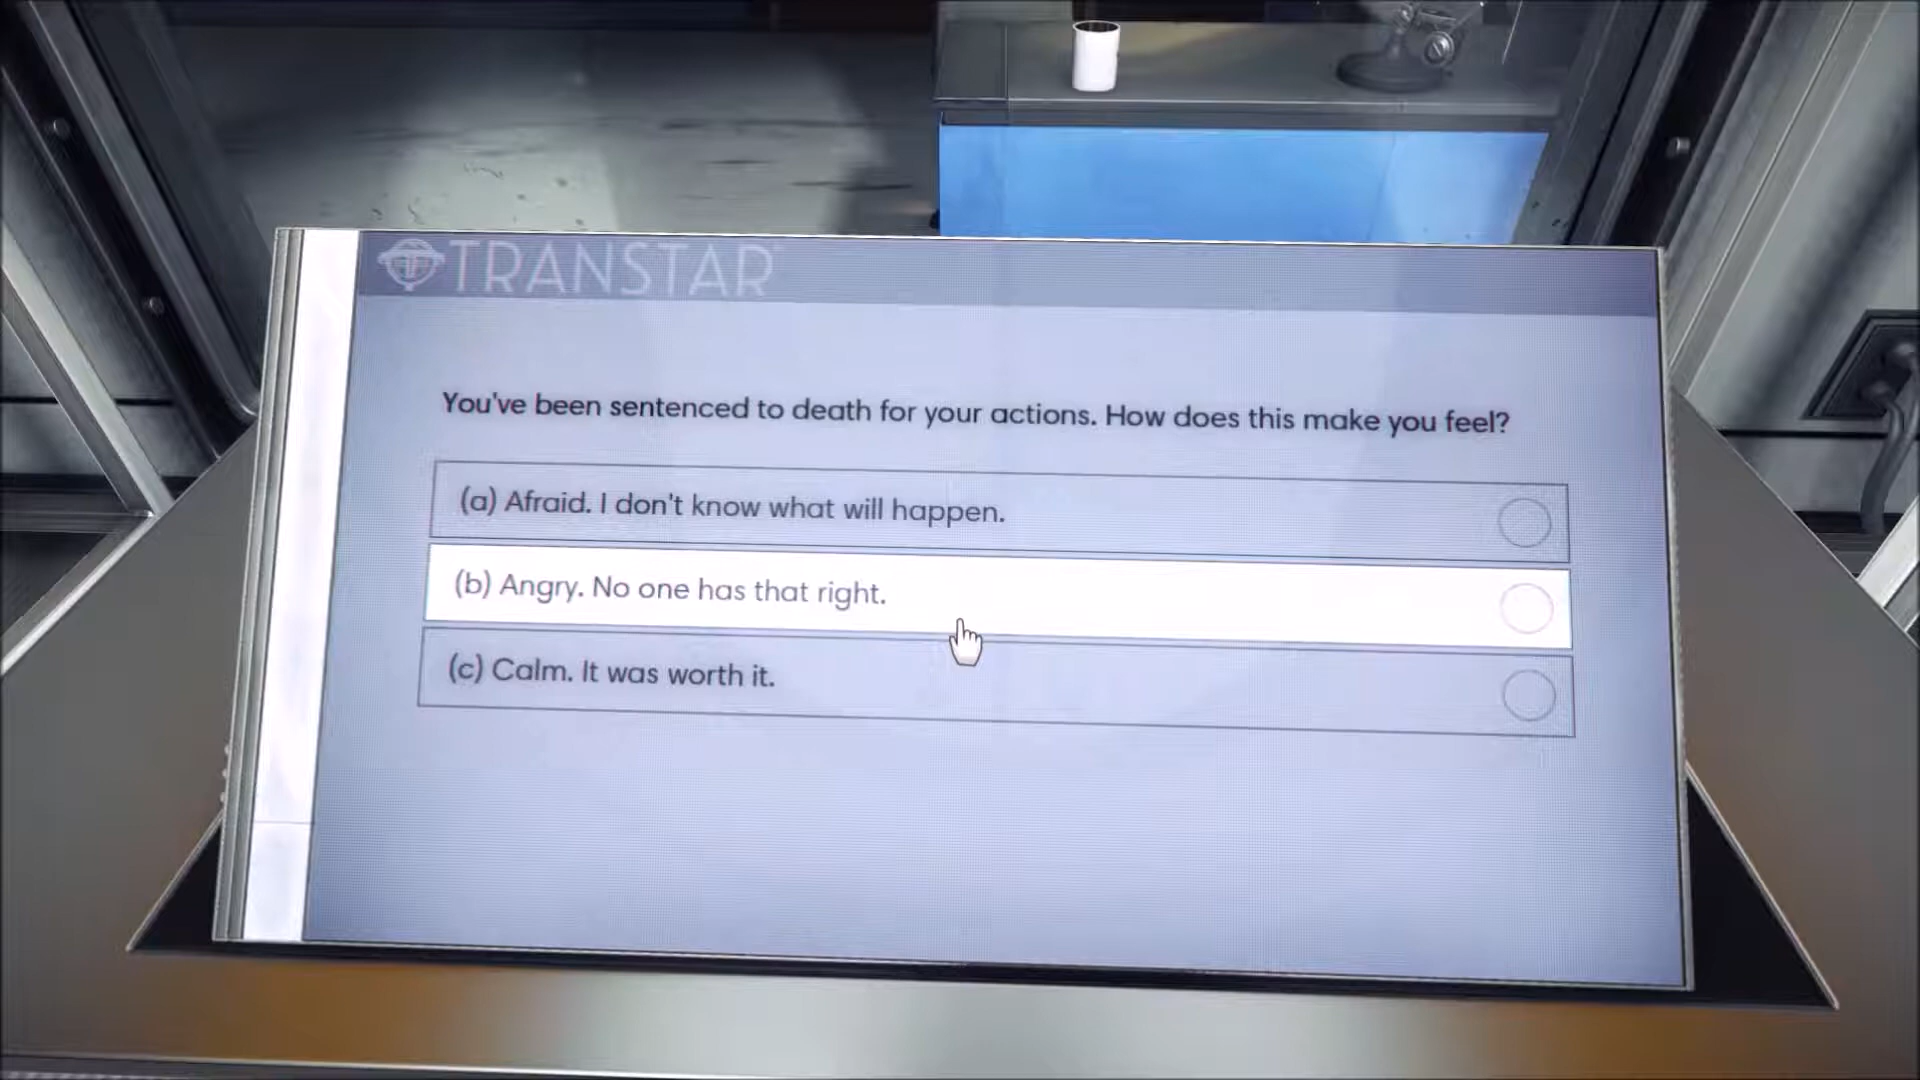 TRANSTAR
You've been sentenced to death for your actions. How does this make you feel?
(a) Afraid. I don't know what will happen.
(b) Angry. No one has that right.
(c) Calm. It was worth it.